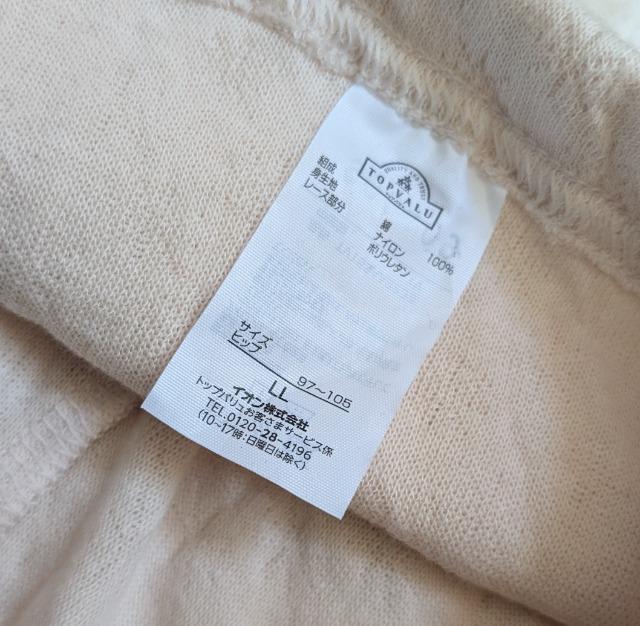 QUALITY AND TRUST
TOPVALU
組成
身生地 綿 100%
レース部分 ナイロン
ポリウレタン
サイズ
ヒップ 97～105
LL
イオン株式会社
トップバリュお客さまサービス係
TEL.0120-28-4196
(10～17時:日曜日は除く)